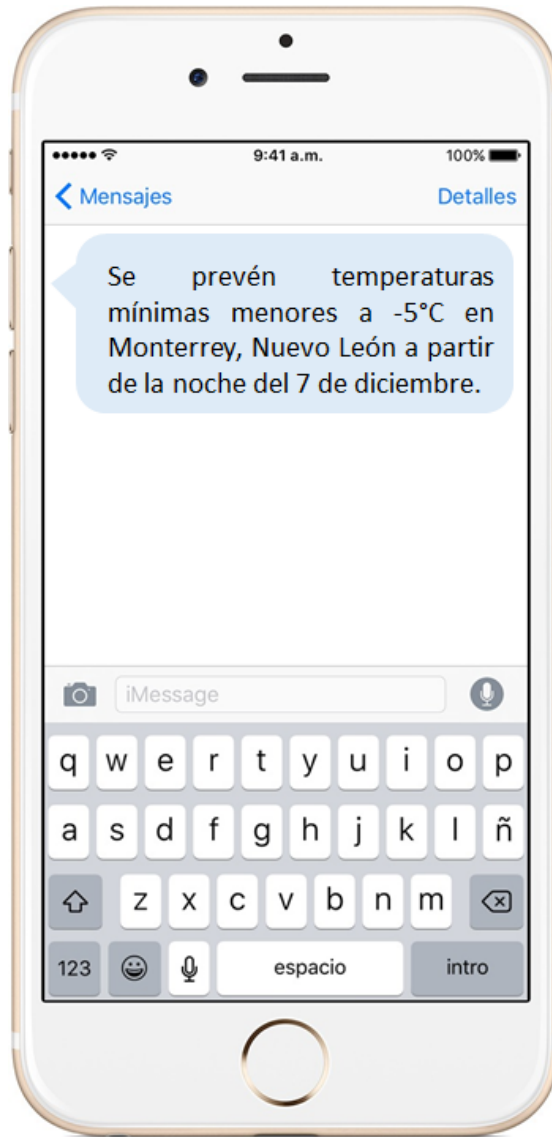 9:41 a.m.
100%
Mensajes
Detalles
Se prevén temperaturas
mínimas menores a -5°C en
Monterrey, Nuevo León a partir
de la noche del 7 de diciembre.
iMessage
q w e r t y u i o p
a s d f g h j k l ñ
z x c v b n m
123
espacio
intro